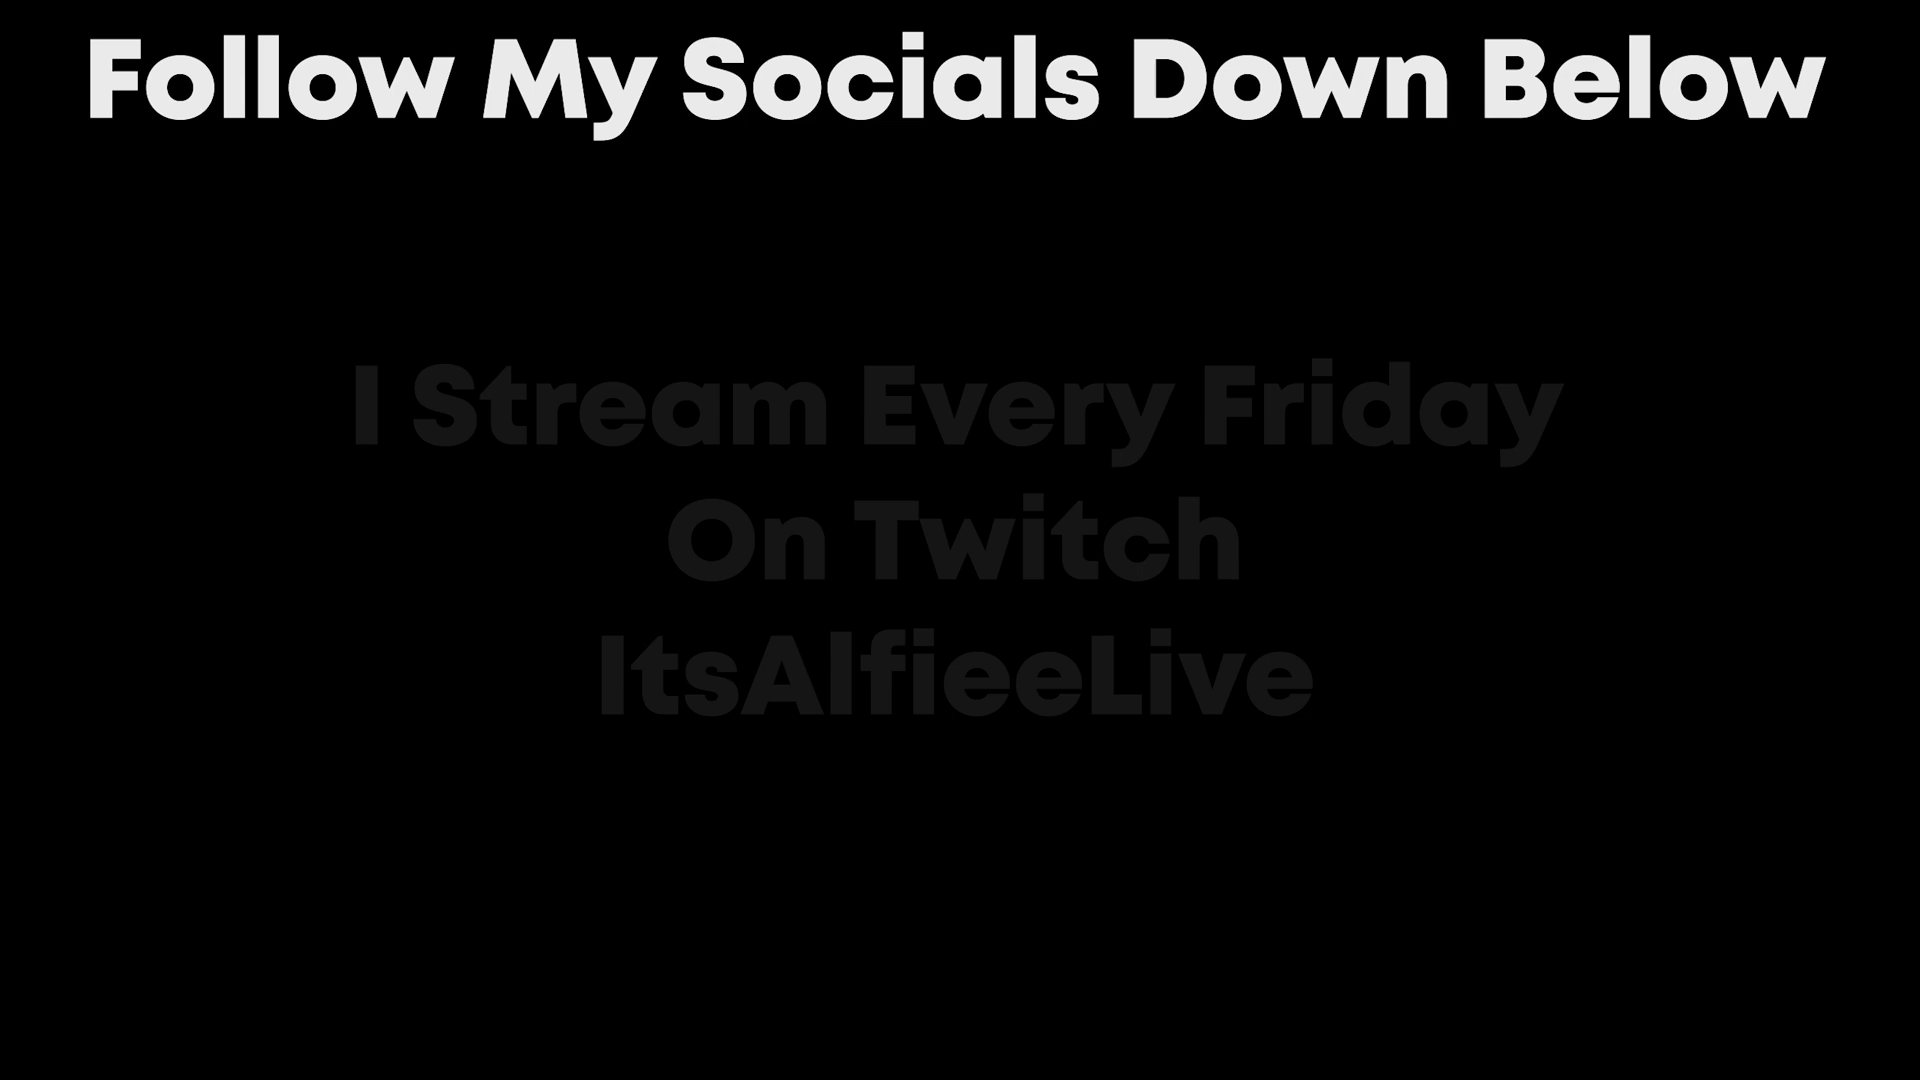 Follow My Socials Down Below
I Stream Every Friday
On Twitch
ItsAlfieeLive